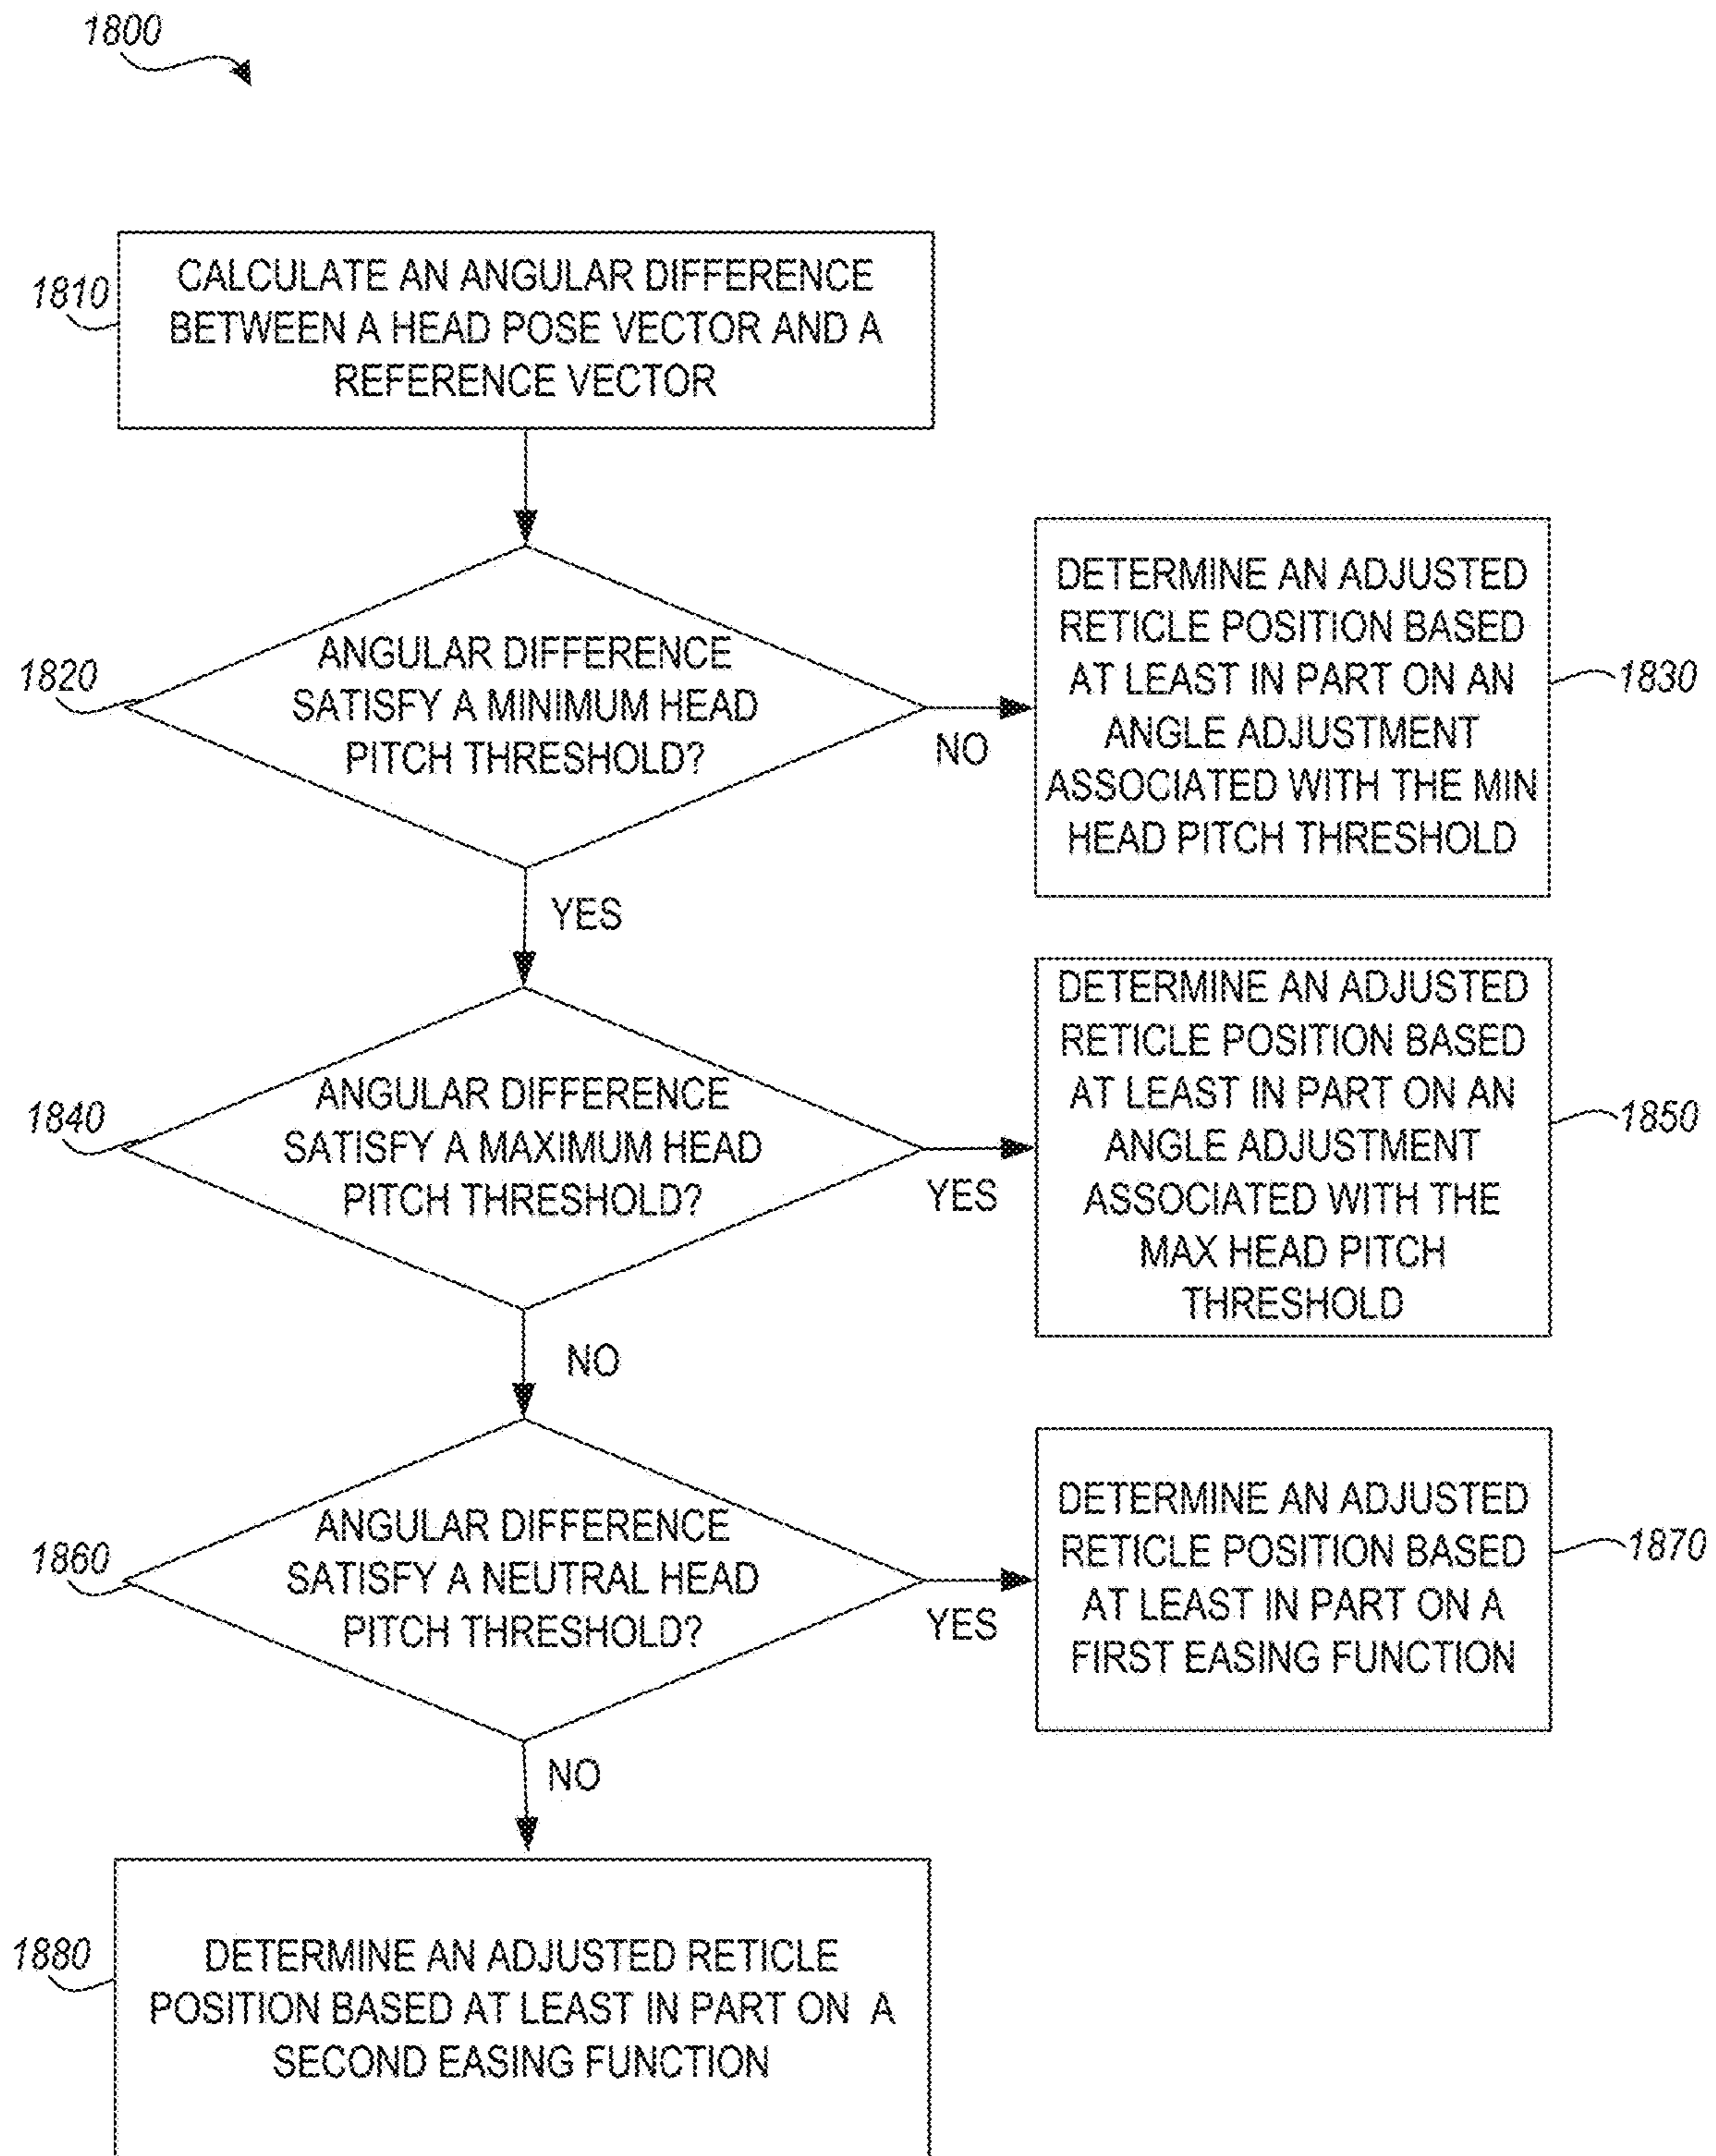 1800
1810
CALCULATE AN ANGULAR DIFFERENCE
BETWEEN A HEAD POSE VECTOR AND A
REFERENCE VECTOR
1820
ANGULAR DIFFERENCE
SATISFY A MINIMUM HEAD
PITCH THRESHOLD?
NO
DETERMINE AN ADJUSTED
RETICLE POSITION BASED
AT LEAST IN PART ON AN
ANGLE ADJUSTMENT
ASSOCIATED WITH THE MIN
HEAD PITCH THRESHOLD
1830
YES
1840
ANGULAR DIFFERENCE
SATISFY A MAXIMUM HEAD
PITCH THRESHOLD?
YES
DETERMINE AN ADJUSTED
RETICLE POSITION BASED
AT LEAST IN PART ON AN
ANGLE ADJUSTMENT
ASSOCIATED WITH THE
MAX HEAD PITCH
THRESHOLD
1850
NO
1860
ANGULAR DIFFERENCE
SATISFY A NEUTRAL HEAD
PITCH THRESHOLD?
YES
DETERMINE AN ADJUSTED
RETICLE POSITION BASED
AT LEAST IN PART ON A
FIRST EASING FUNCTION
1870
NO
1880
DETERMINE AN ADJUSTED RETICLE
POSITION BASED AT LEAST IN PART ON A
SECOND EASING FUNCTION